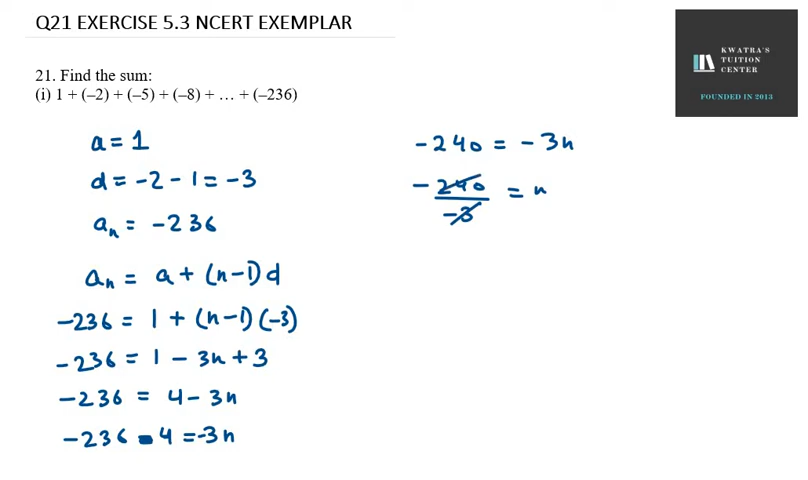 Q21 EXERCISE 5.3 NCERT EXEMPLAR
KWATRA'S
TUITION
CENTER
FOUNDED IN 2013
21. Find the sum:
(i) 1 + (–2) + (–5) + (–8) + … + (–236)
a = 1
d = -2 - 1 = -3
aₙ = -236
aₙ = a + (n-1)d
-236 = 1 + (n-1)(-3)
-236 = 1 - 3n + 3
-236 = 4 - 3n
-236 - 4 = -3n
-240 = -3n
-240/-3 = n